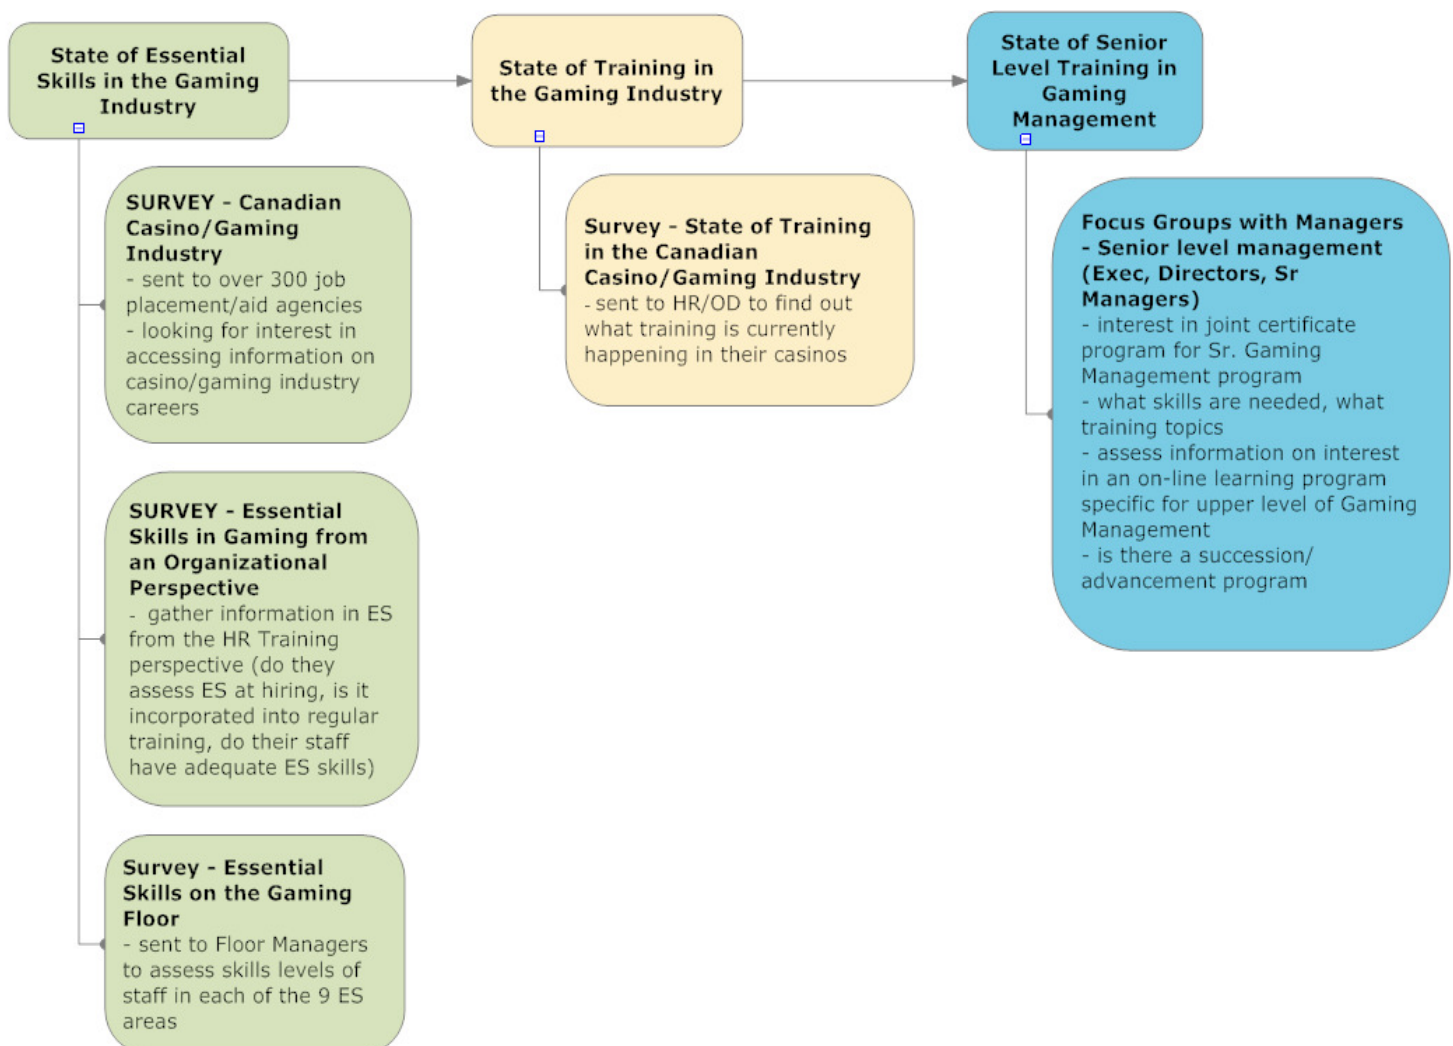 State of Essential
Skills in the Gaming
Industry
State of Training in
the Gaming Industry
State of Senior
Level Training in
Gaming
Management
SURVEY - Canadian
Casino/Gaming
Industry
- sent to over 300 job
placement/aid agencies
- looking for interest in
accessing information on
casino/gaming industry
careers
SURVEY - Essential
Skills in Gaming from
an Organizational
Perspective
- gather information in ES
from the HR Training
perspective (do they
assess ES at hiring, is it
incorporated into regular
training, do their staff
have adequate ES skills)
Survey - Essential
Skills on the Gaming
Floor
- sent to Floor Managers
to assess skills levels of
staff in each of the 9 ES
areas
Survey - State of Training
in the Canadian
Casino/Gaming Industry
- sent to HR/OD to find out
what training is currently
happening in their casinos
Focus Groups with Managers
- Senior level management
(Exec, Directors, Sr
Managers)
- interest in joint certificate
program for Sr. Gaming
Management program
- what skills are needed, what
training topics
- assess information on interest
in an on-line learning program
specific for upper level of Gaming
Management
- is there a succession/
advancement program